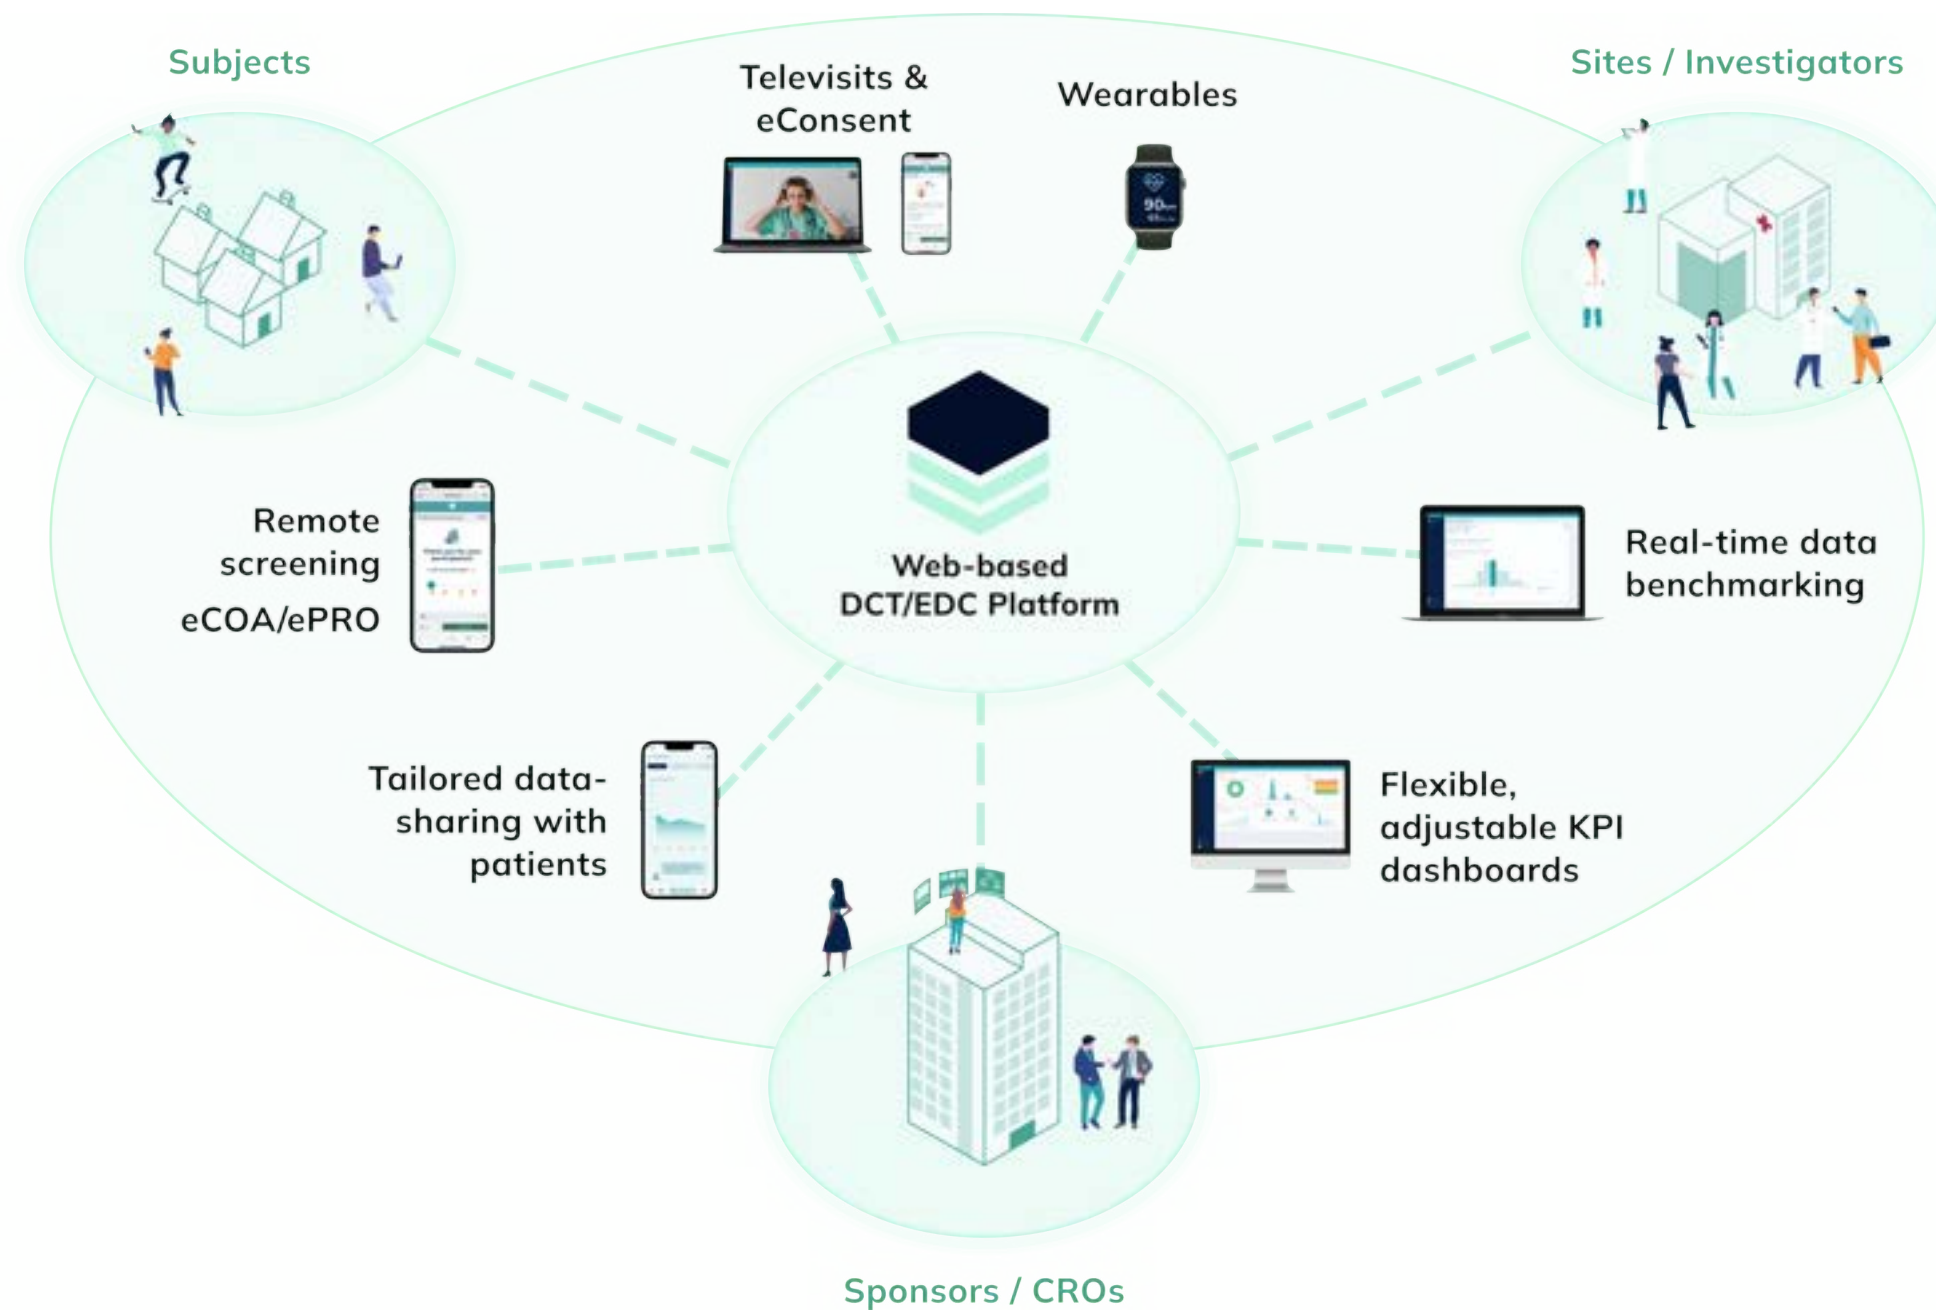 Subjects
Sites / Investigators
Televisits &
eConsent
Wearables
90
Web-based
DCT/EDC Platform
Remote
screening
eCOA/ePRO
Real-time data
benchmarking
Tailored data-
sharing with
patients
Flexible,
adjustable KPI
dashboards
Sponsors / CROs